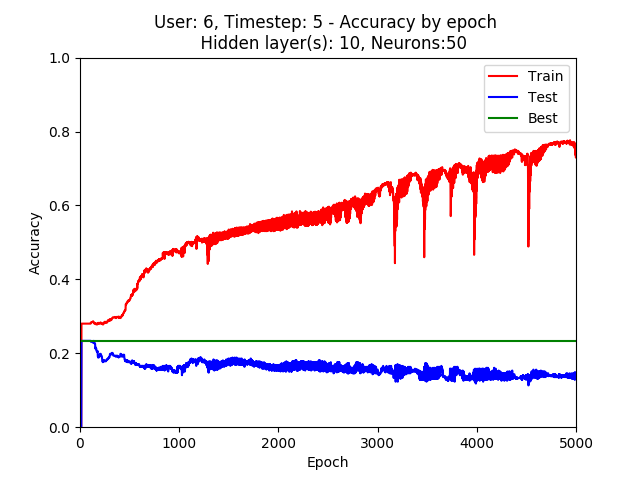 User: 6, Timestep: 5 - Accuracy by epoch
Hidden layer(s): 10, Neurons:50
1.0
0.8
0.6
0.4
0.2
0.0
Accuracy
Train
Test
Best
0
1000
2000
3000
4000
5000
Epoch